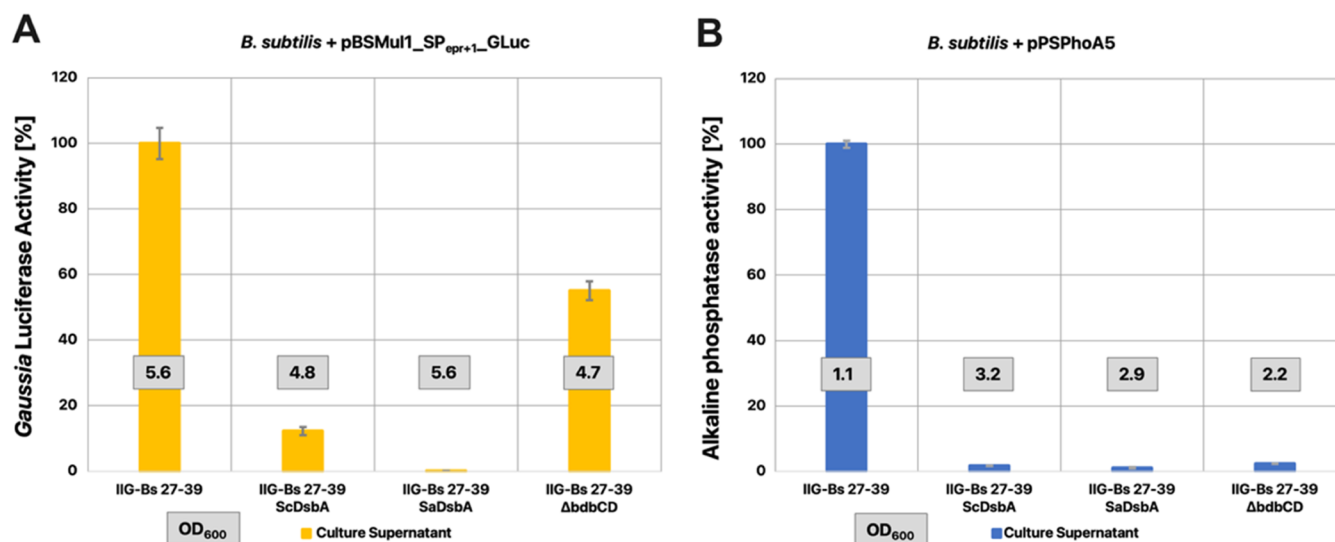 A
B. subtilis + pBSMul1_SPepr+1_GLuc
Gaussia Luciferase Activity [%]
120
100
80
60
40
20
0
5.6
4.8
5.6
4.7
IIG-Bs 27-39
IIG-Bs 27-39
ScDsbA
IIG-Bs 27-39
SaDsbA
IIG-Bs 27-39
ΔbdbCD
OD600
Culture Supernatant
B
B. subtilis + pPSPhoA5
Alkaline phosphatase activity [%]
120
100
80
60
40
20
0
1.1
3.2
2.9
2.2
IIG-Bs 27-39
IIG-Bs 27-39
ScDsbA
IIG-Bs 27-39
SaDsbA
IIG-Bs 27-39
ΔbdbCD
OD600
Culture Supernatant